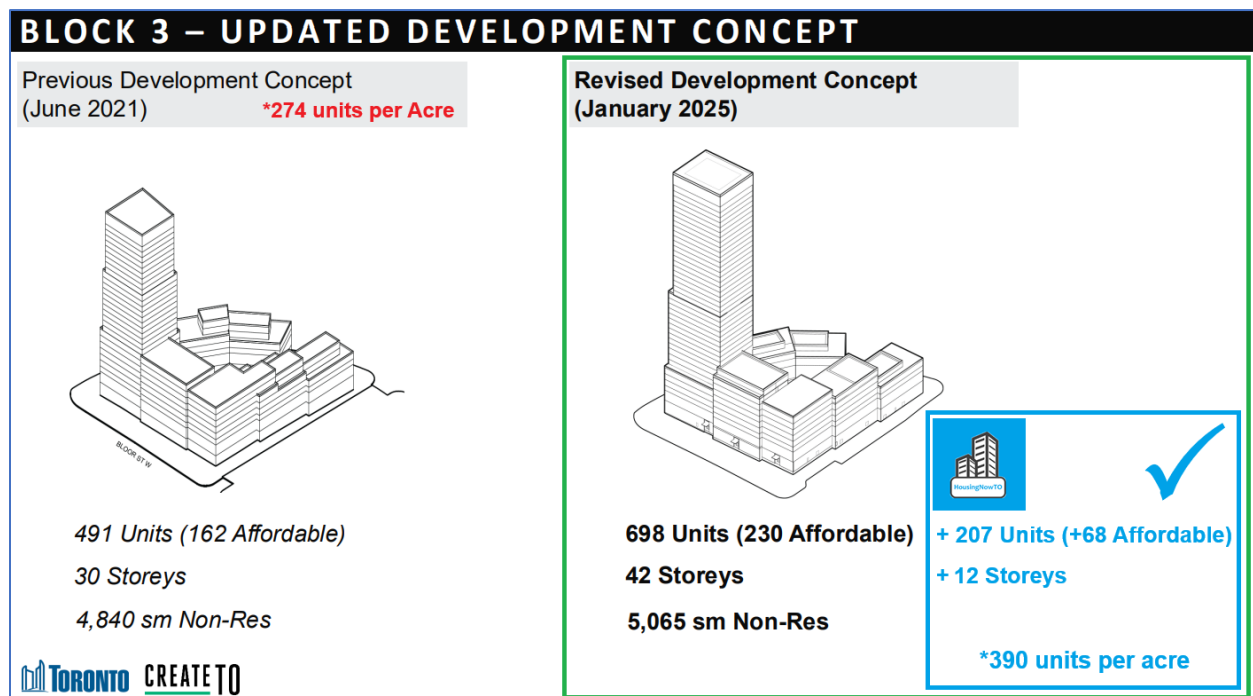 BLOCK 3 – UPDATED DEVELOPMENT CONCEPT
Previous Development Concept
(June 2021) *274 units per Acre
BLOOR ST W
491 Units (162 Affordable)
30 Storeys
4,840 sm Non-Res
TORONTO CREATE TO
Revised Development Concept
(January 2025)
698 Units (230 Affordable)
42 Storeys
5,065 sm Non-Res
HousingNowTO
+ 207 Units (+68 Affordable)
+ 12 Storeys
*390 units per acre